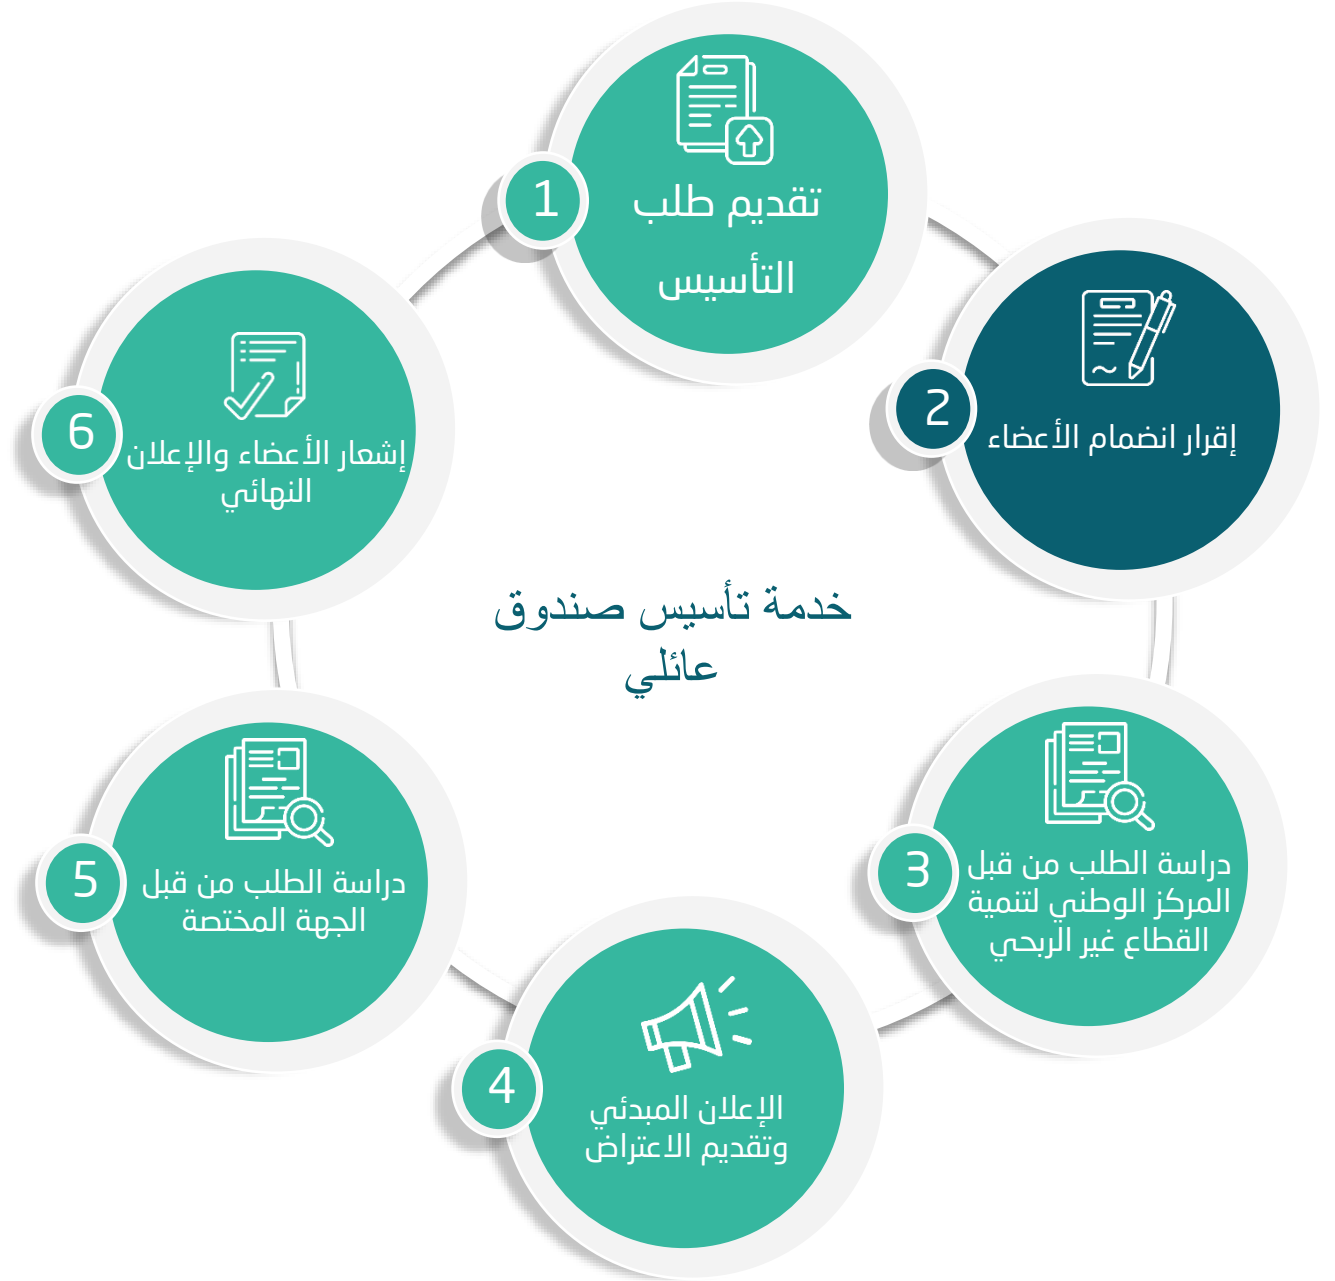 1
تقديم طلب
التأسيس
2
إقرار انضمام الأعضاء
3
دراسة الطلب من قبل
المركز الوطني لتنمية
القطاع غير الربحي
4
الإعلان المبدئي
وتقديم الاعتراض
5
دراسة الطلب من قبل
الجهة المختصة
6
إشعار الأعضاء والإعلان
النهائي
خدمة تأسيس صندوق
عائلي